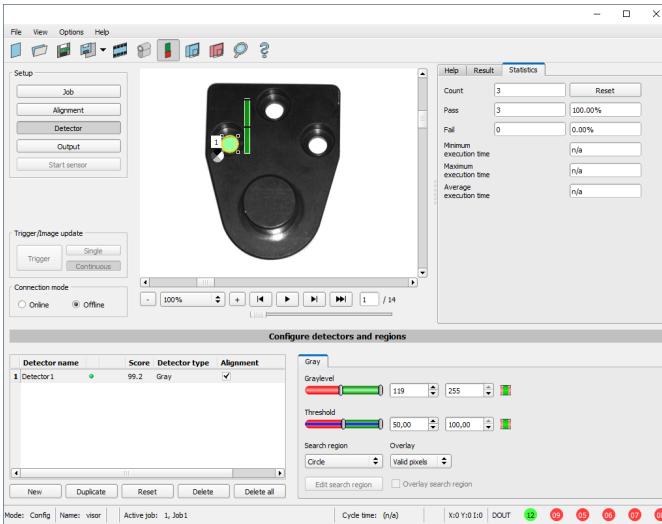 File View Options Help
Setup
Job
Alignment
Detector
Output
Start sensor
Trigger/Image update
Trigger
Single
Continuous
Connection mode
Online Offline
1
- 100% + 1 / 14
Help Result Statistics
Count 3 Reset
Pass 3 100.00%
Fail 0 0.00%
Minimum
execution time n/a
Maximum
execution time n/a
Average
execution time n/a
Configure detectors and regions
Detector name Score Detector type Alignment
1 Detector1 99.2 Gray
New Duplicate Reset Delete Delete all
Gray
Graylevel
119 255
Threshold
50,00 100,00
Search region Overlay
Circle Valid pixels
Edit search region Overlay search region
Mode: Config Name: visor Active job: 1, Job1 Cycle time: (n/a) X:0 Y:0 I:0 DOUT 12 09 05 06 07